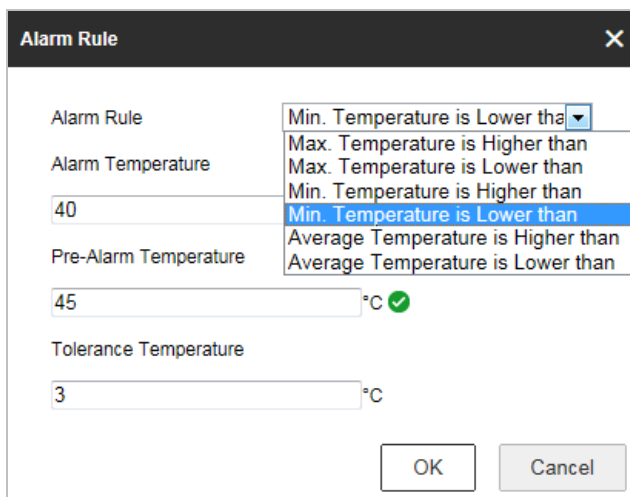 Alarm Rule
Alarm Rule Min. Temperature is Lower tha
Max. Temperature is Higher than
Alarm Temperature Max. Temperature is Lower than
Min. Temperature is Higher than
40 Min. Temperature is Lower than
Average Temperature is Higher than
Pre-Alarm Temperature Average Temperature is Lower than
45 °C
Tolerance Temperature
3 °C
OK Cancel